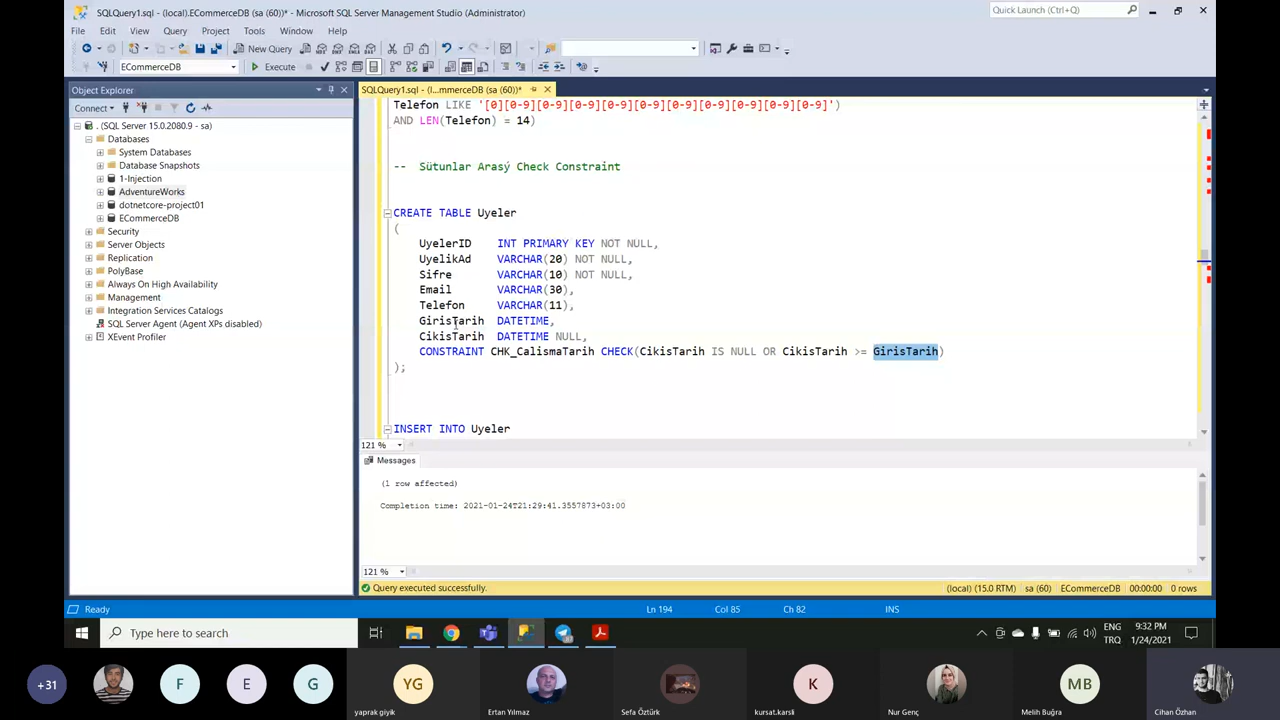 SQLQuery1.sql - (local).ECommerceDB (sa (60))* - Microsoft SQL Server Management Studio (Administrator)
Quick Launch (Ctrl+Q)
File Edit View Query Project Tools Window Help
New Query
ECommerceDB
Execute
Object Explorer
SQLQuery1.sql - (l...mmerceDB (sa (60))*
Connect
. (SQL Server 15.0.2080.9 - sa)
Databases
System Databases
Database Snapshots
1-Injection
AdventureWorks
dotnetcore-project01
ECommerceDB
Security
Server Objects
Replication
PolyBase
Always On High Availability
Management
Integration Services Catalogs
SQL Server Agent (Agent XPs disabled)
XEvent Profiler
Telefon LIKE '[0][0-9][0-9][0-9][0-9][0-9][0-9][0-9][0-9][0-9]')
AND LEN(Telefon) = 14)
-- Sütunlar Arasý Check Constraint
CREATE TABLE Uyeler
(
UyelerID INT PRIMARY KEY NOT NULL,
UyelikAd VARCHAR(20) NOT NULL,
Sifre VARCHAR(10) NOT NULL,
Email VARCHAR(30),
Telefon VARCHAR(11),
GirisTarih DATETIME,
CikisTarih DATETIME NULL,
CONSTRAINT CHK_CalismaTarih CHECK(CikisTarih IS NULL OR CikisTarih >= GirisTarih)
);
INSERT INTO Uyeler
121 %
Messages
(1 row affected)
Completion time: 2021-01-24T21:29:41.3557873+03:00
121 %
Query executed successfully.
(local) (15.0 RTM) sa (60) ECommerceDB 00:00:00 0 rows
Ready
Ln 194 Col 85 Ch 82 INS
Type here to search
ENG
TRQ
9:32 PM
1/24/2021
+31
F
E
G
YG
yaprak giyik
Ertan Yılmaz
Sefa Öztürk
K
kursat.karsli
Nur Genç
MB
Melih Buğra
Cihan Özhan